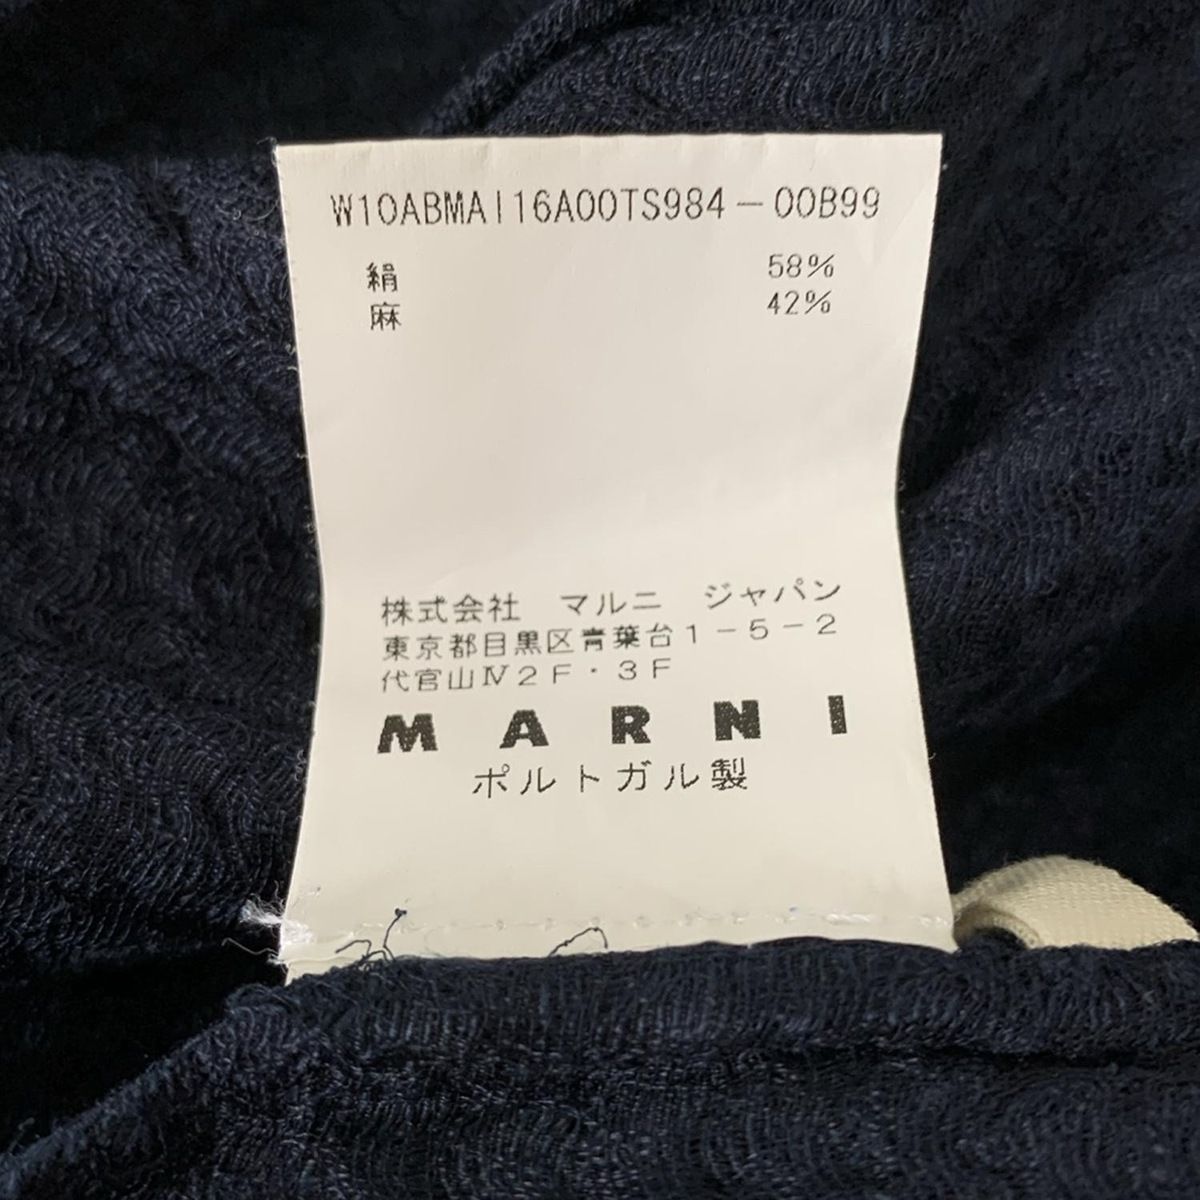 W10ABMAI16A00TS984-00B99
絹 58%
麻 42%
株式会社 マルニ ジャパン
東京都目黒区青葉台1-5-2
代官山Ⅳ2F・3F
MARNI
ポルトガル製